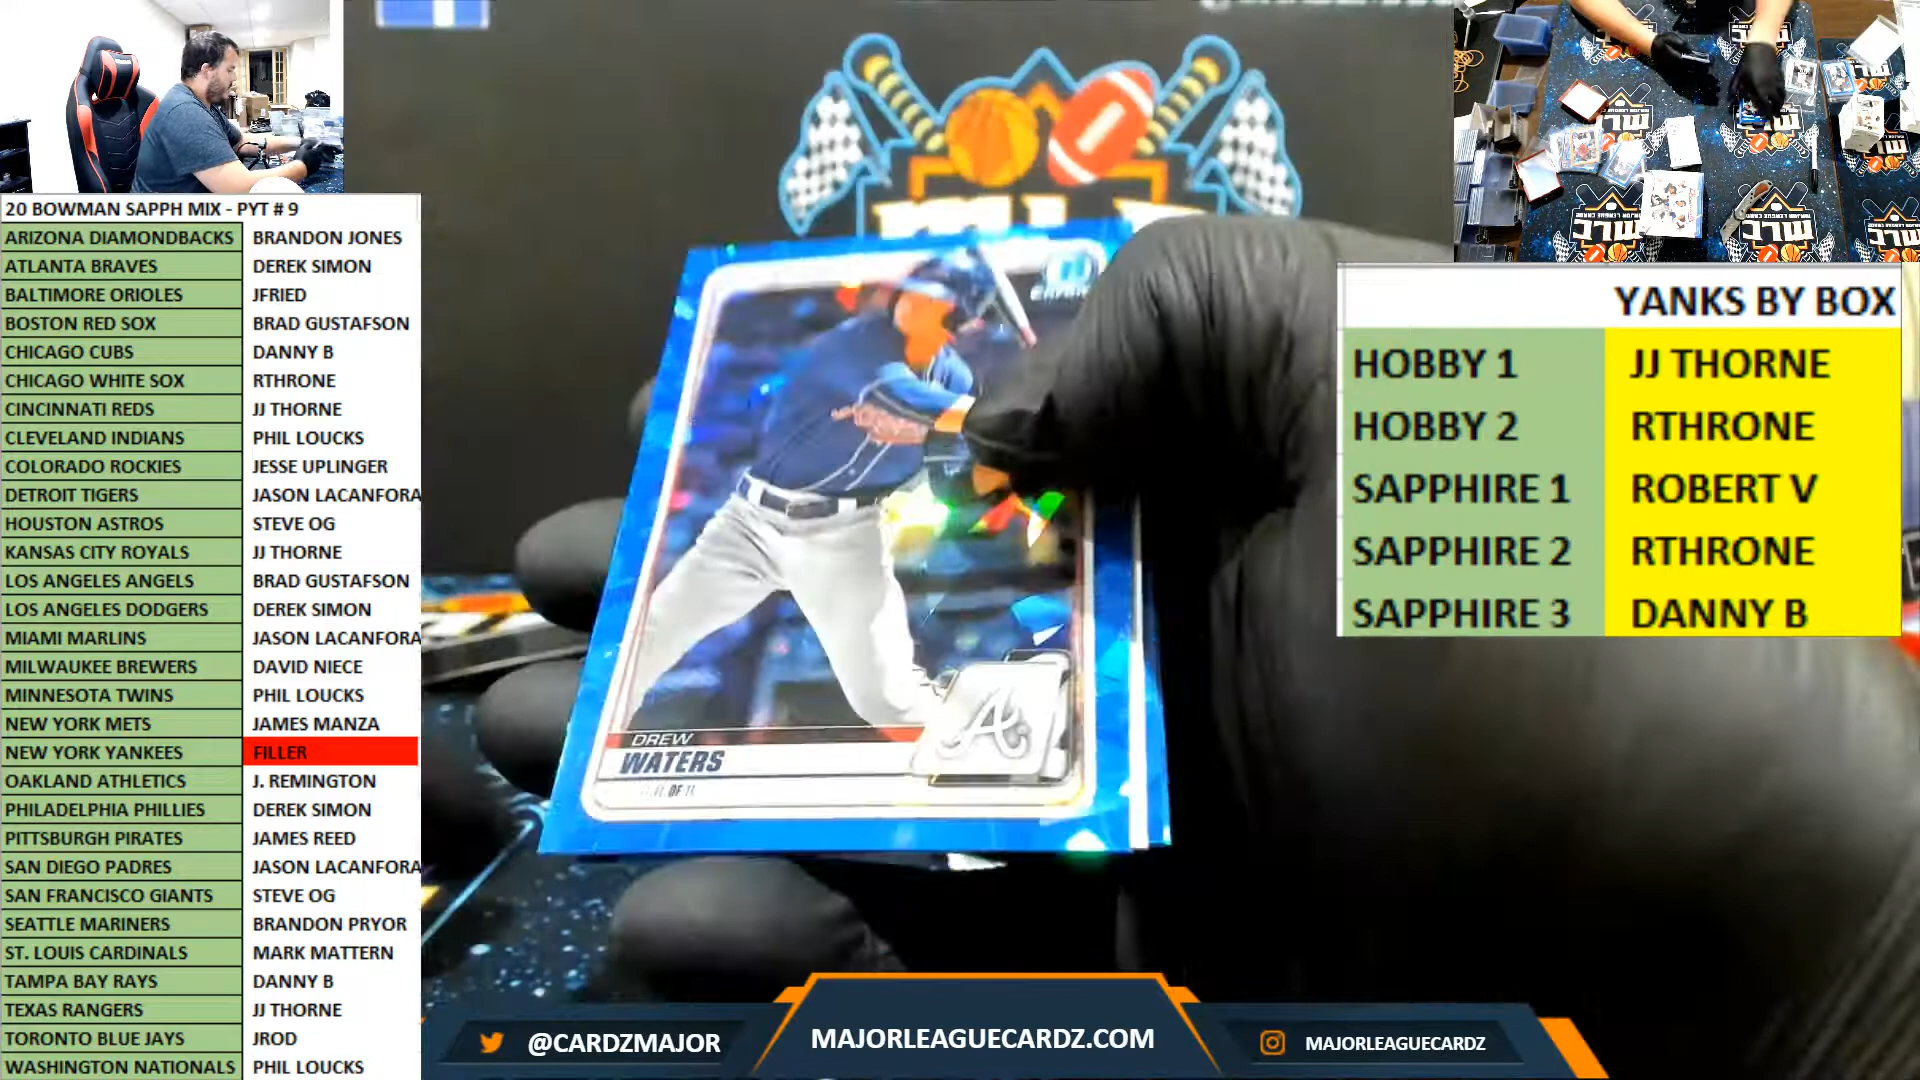 20 BOWMAN SAPPH MIX - PYT # 9
ARIZONA DIAMONDBACKS BRANDON JONES
ATLANTA BRAVES DEREK SIMON
BALTIMORE ORIOLES JFRIED
BOSTON RED SOX BRAD GUSTAFSON
CHICAGO CUBS DANNY B
CHICAGO WHITE SOX RTHRONE
CINCINNATI REDS JJ THORNE
CLEVELAND INDIANS PHIL LOUCKS
COLORADO ROCKIES JESSE UPLINGER
DETROIT TIGERS JASON LACANFORA
HOUSTON ASTROS STEVE OG
KANSAS CITY ROYALS JJ THORNE
LOS ANGELES ANGELS BRAD GUSTAFSON
LOS ANGELES DODGERS DEREK SIMON
MIAMI MARLINS JASON LACANFORA
MILWAUKEE BREWERS DAVID NIECE
MINNESOTA TWINS PHIL LOUCKS
NEW YORK METS JAMES MANZA
NEW YORK YANKEES FILLER
OAKLAND ATHLETICS J. REMINGTON
PHILADELPHIA PHILLIES DEREK SIMON
PITTSBURGH PIRATES JAMES REED
SAN DIEGO PADRES JASON LACANFORA
SAN FRANCISCO GIANTS STEVE OG
SEATTLE MARINERS BRANDON PRYOR
ST. LOUIS CARDINALS MARK MATTERN
TAMPA BAY RAYS DANNY B
TEXAS RANGERS JJ THORNE
TORONTO BLUE JAYS JROD
WASHINGTON NATIONALS PHIL LOUCKS
YANKS BY BOX
HOBBY 1 JJ THORNE
HOBBY 2 RTHRONE
SAPPHIRE 1 ROBERT V
SAPPHIRE 2 RTHRONE
SAPPHIRE 3 DANNY B
DREW
WATERS
A
@CARDZMAJOR
MAJORLEAGUECARDZ.COM
MAJORLEAGUECARDZ